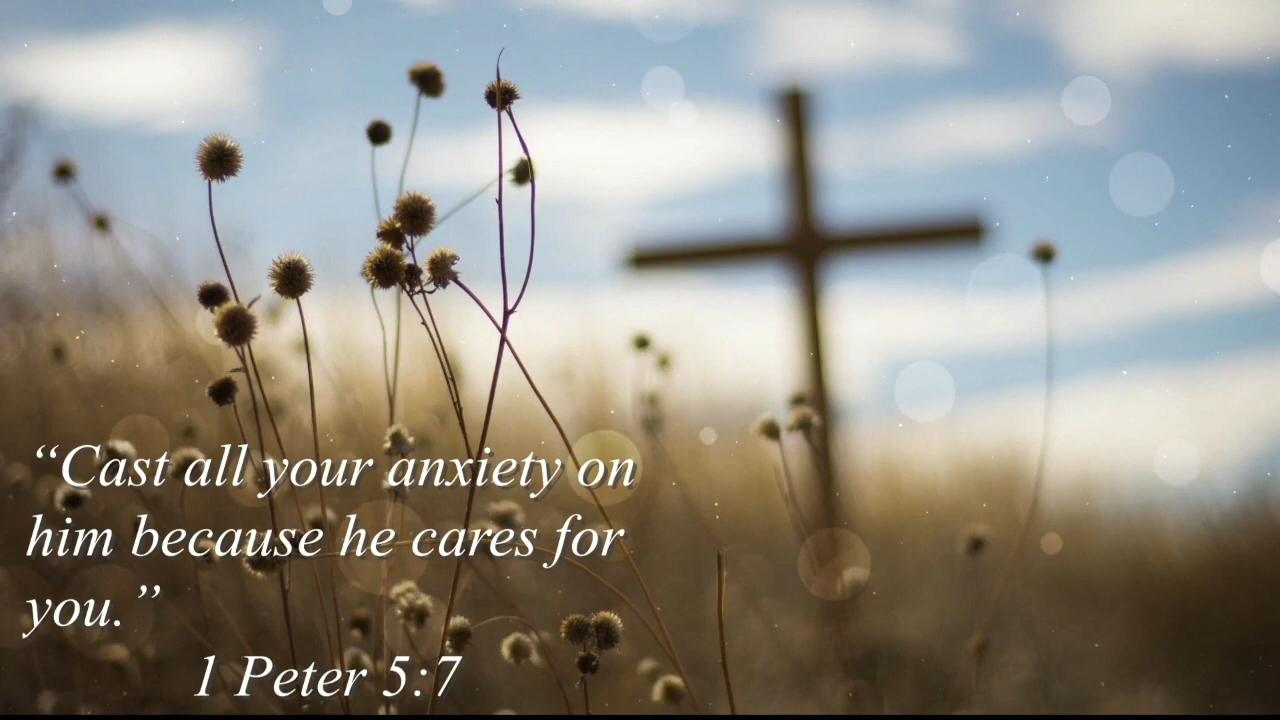 “Cast all your anxiety on
him because he cares for
you.”
1 Peter 5:7